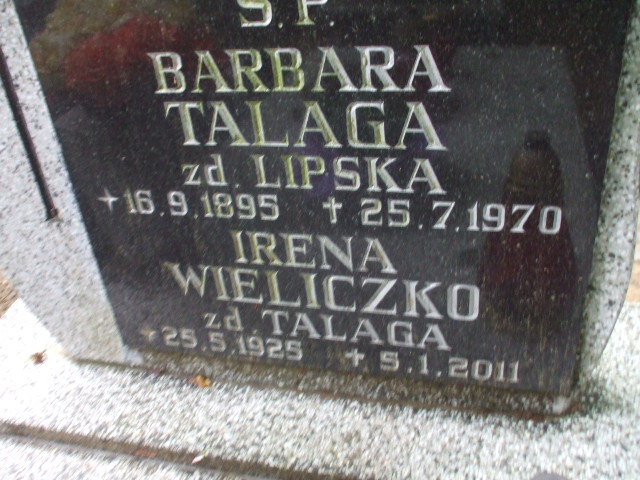 S.P.
BARBARA
TALAGA
zd. LIPSKA
+16.9.1895 +25.7.1970
IRENA
WIELICZKO
zd. TALAGA
+25.5.1925 +5.1.2011